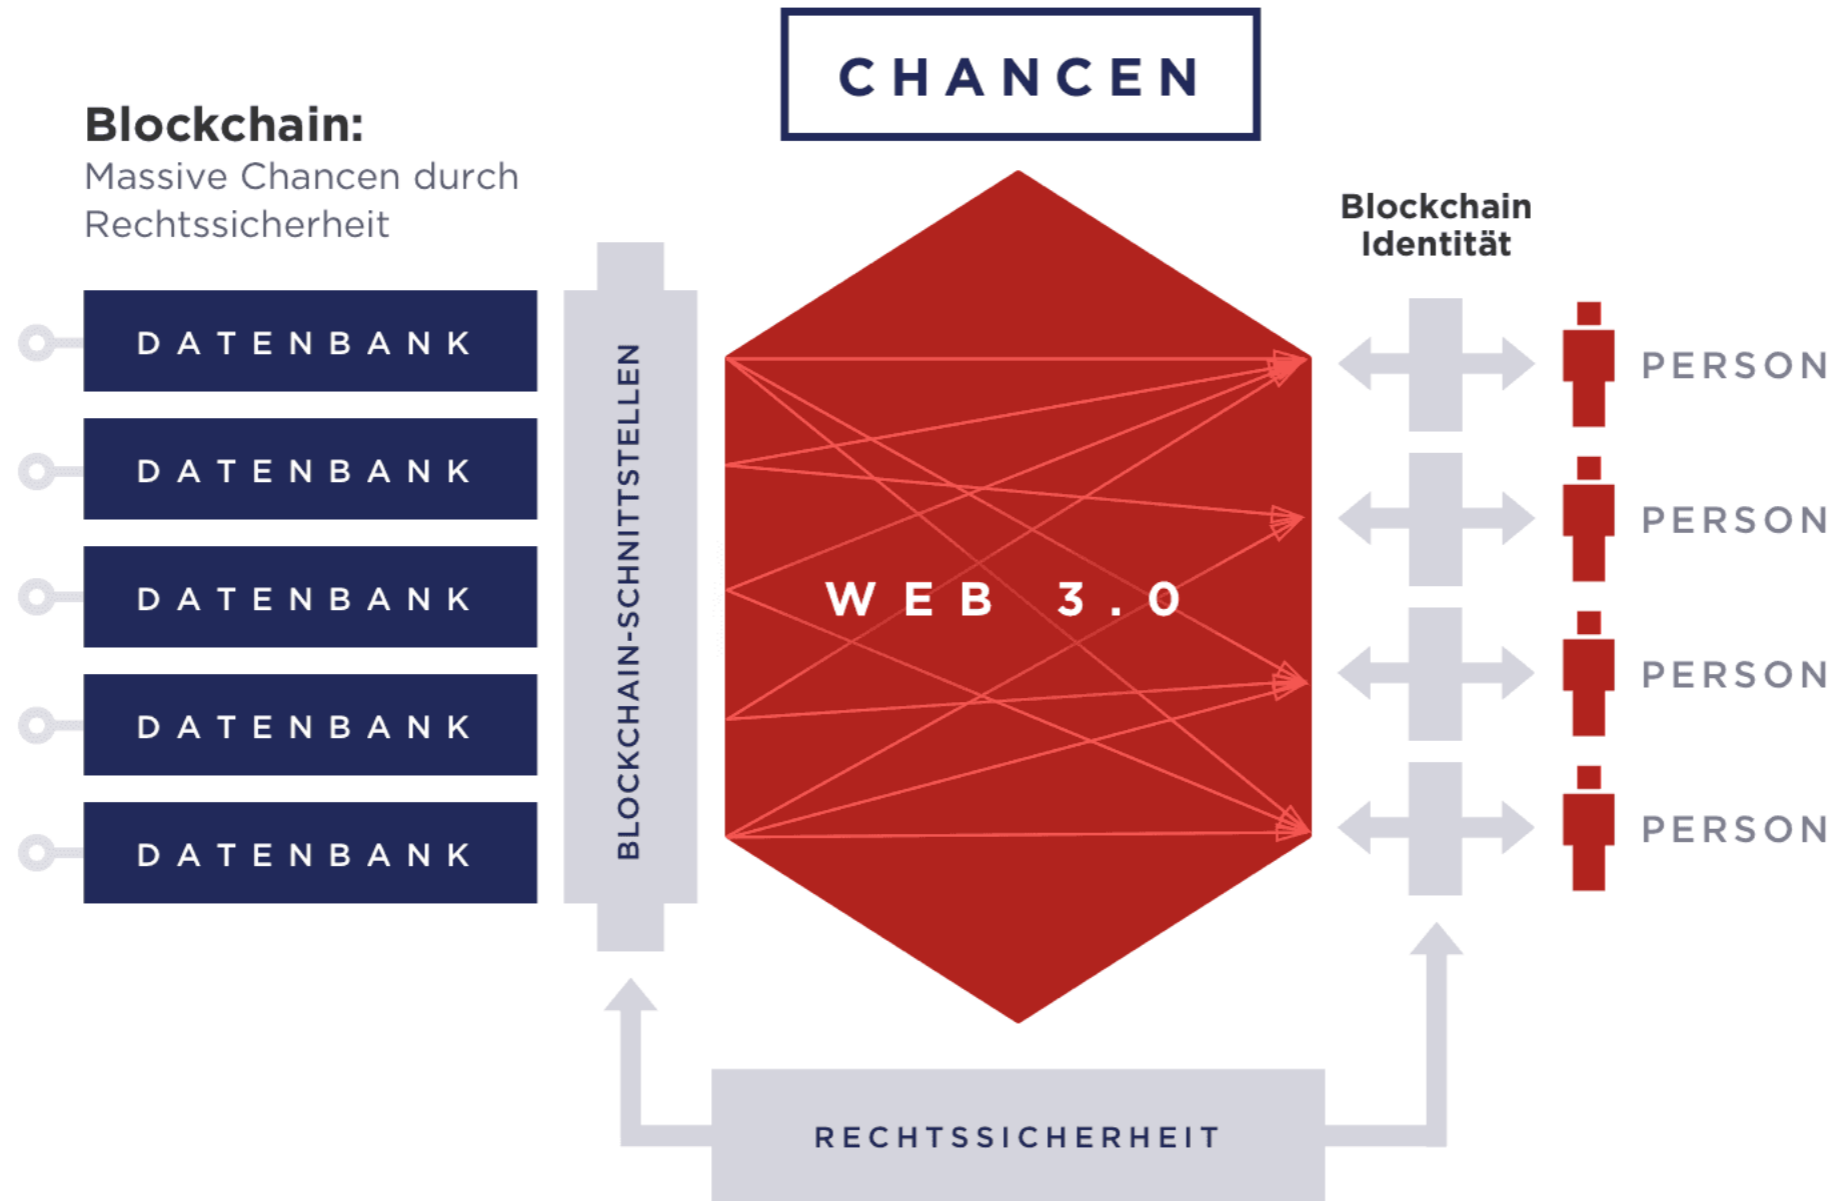 CHANCEN
Blockchain:
Massive Chancen durch
Rechtssicherheit
DATENBANK
DATENBANK
DATENBANK
DATENBANK
DATENBANK
BLOCKCHAIN-SCHNITTSTELLEN
WEB 3.0
Blockchain
Identität
PERSON
PERSON
PERSON
PERSON
RECHTSSICHERHEIT